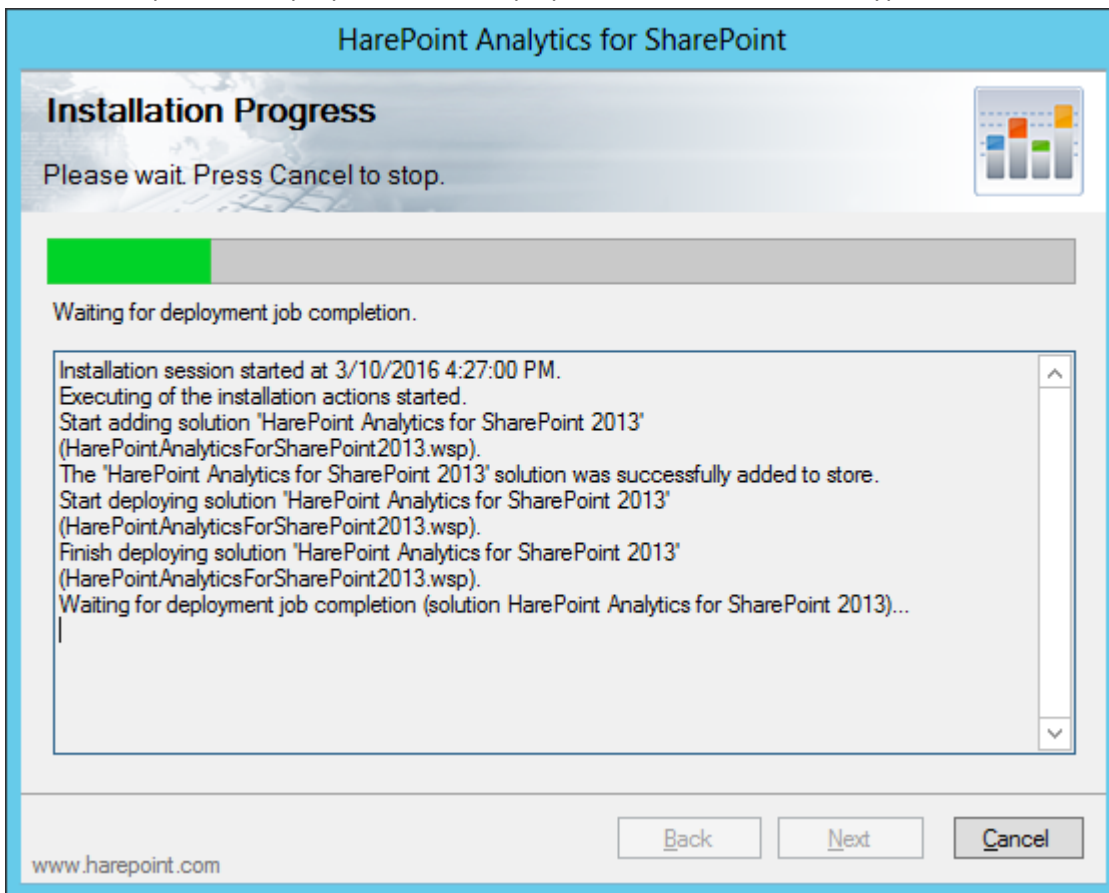 HarePoint Analytics for SharePoint
Installation Progress
Please wait. Press Cancel to stop.
Waiting for deployment job completion.
Installation session started at 3/10/2016 4:27:00 PM.
Executing of the installation actions started.
Start adding solution "HarePoint Analytics for SharePoint 2013"
(HarePointAnalyticsForSharePoint2013.wsp).
The "HarePoint Analytics for SharePoint 2013" solution was successfully added to store.
Start deploying solution "HarePoint Analytics for SharePoint 2013"
(HarePointAnalyticsForSharePoint2013.wsp).
Finish deploying solution "HarePoint Analytics for SharePoint 2013"
(HarePointAnalyticsForSharePoint2013.wsp).
Waiting for deployment job completion (solution HarePoint Analytics for SharePoint 2013)...
Back Next Cancel
www.harepoint.com